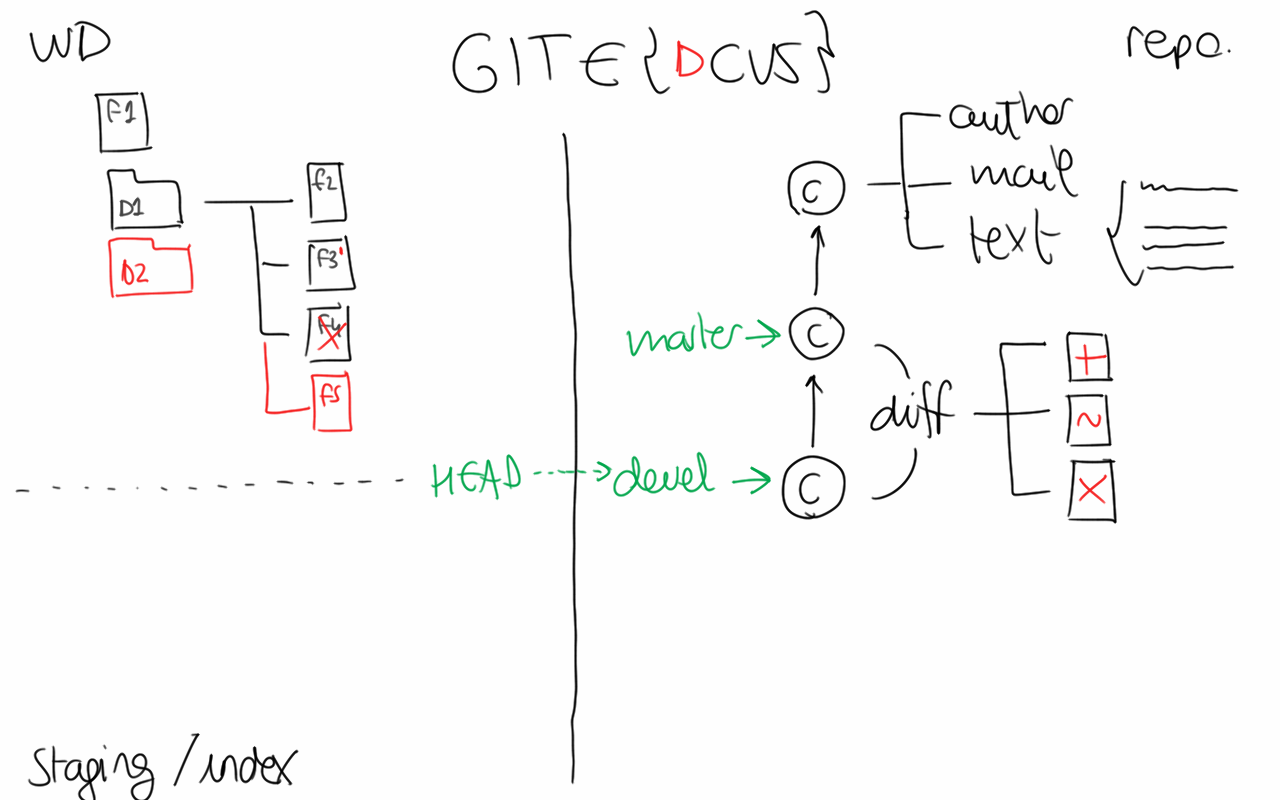 WD
GIT ∈ {DCVS}
repo.
F1
D1
D2
f2
F3'
F4
F5
C
author
mail
text
master
C
diff
+
~
×
HEAD
devel
C
Staging / index